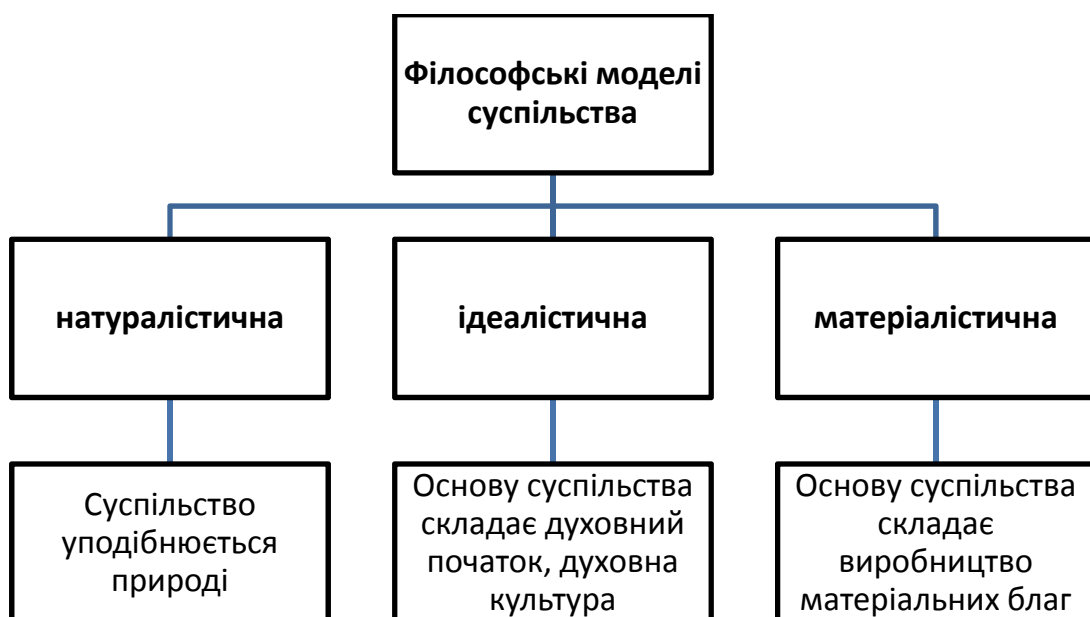 Філософські моделі
суспільства
натуралістична
ідеалістична
матеріалістична
Суспільство
уподібнюється
природі
Основу суспільства
складає духовний
початок, духовна
культура
Основу суспільства
складає
виробництво
матеріальних благ